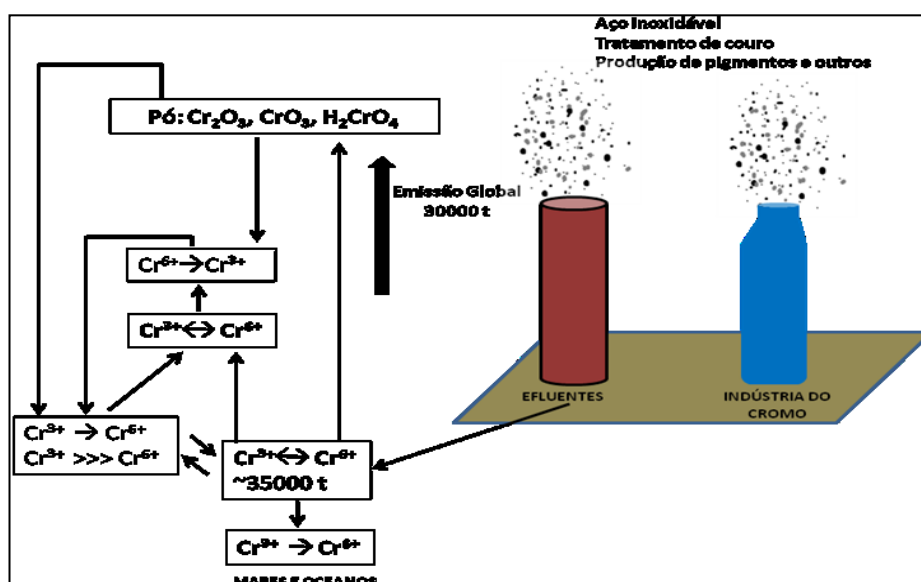 Aço Inoxidável
Tratamento de couro
Produção de pigmentos e outros
Pó: Cr₂O₃, CrO₃, H₂CrO₄
Emissão Global
30000 t
Cr⁶⁺→Cr³⁺
Cr³⁺↔ Cr⁶⁺
EFLUENTES
INDÚSTRIA DO
CROMO
Cr³⁺ → Cr⁶⁺
Cr³⁺ >>> Cr⁶⁺
Cr³⁺↔ Cr⁶⁺
~35000 t
Cr³⁺ → Cr⁶⁺
MARES E OCEANOS